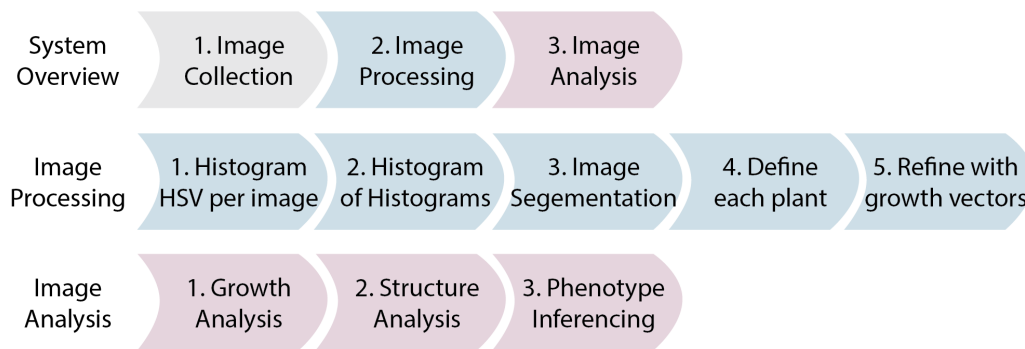 System
Overview
1. Image
Collection
2. Image
Processing
3. Image
Analysis
Image
Processing
1. Histogram
HSV per image
2. Histogram
of Histograms
3. Image
Segementation
4. Define
each plant
5. Refine with
growth vectors
Image
Analysis
1. Growth
Analysis
2. Structure
Analysis
3. Phenotype
Inferencing